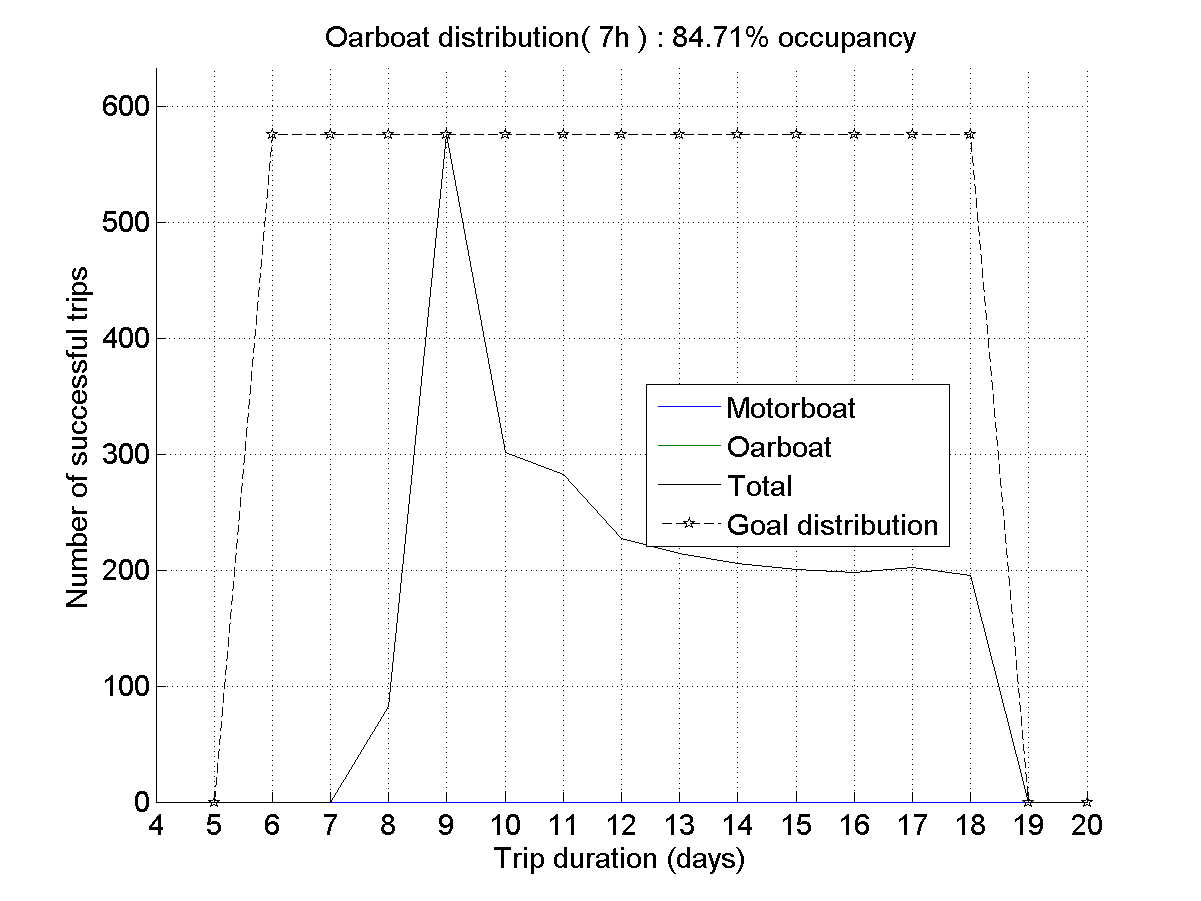 Oarboat distribution( 7h ) : 84.71% occupancy
600
500
400
300
200
100
0
Number of successful trips
Motorboat
Oarboat
Total
Goal distribution
4 5 6 7 8 9 10 11 12 13 14 15 16 17 18 19 20
Trip duration (days)